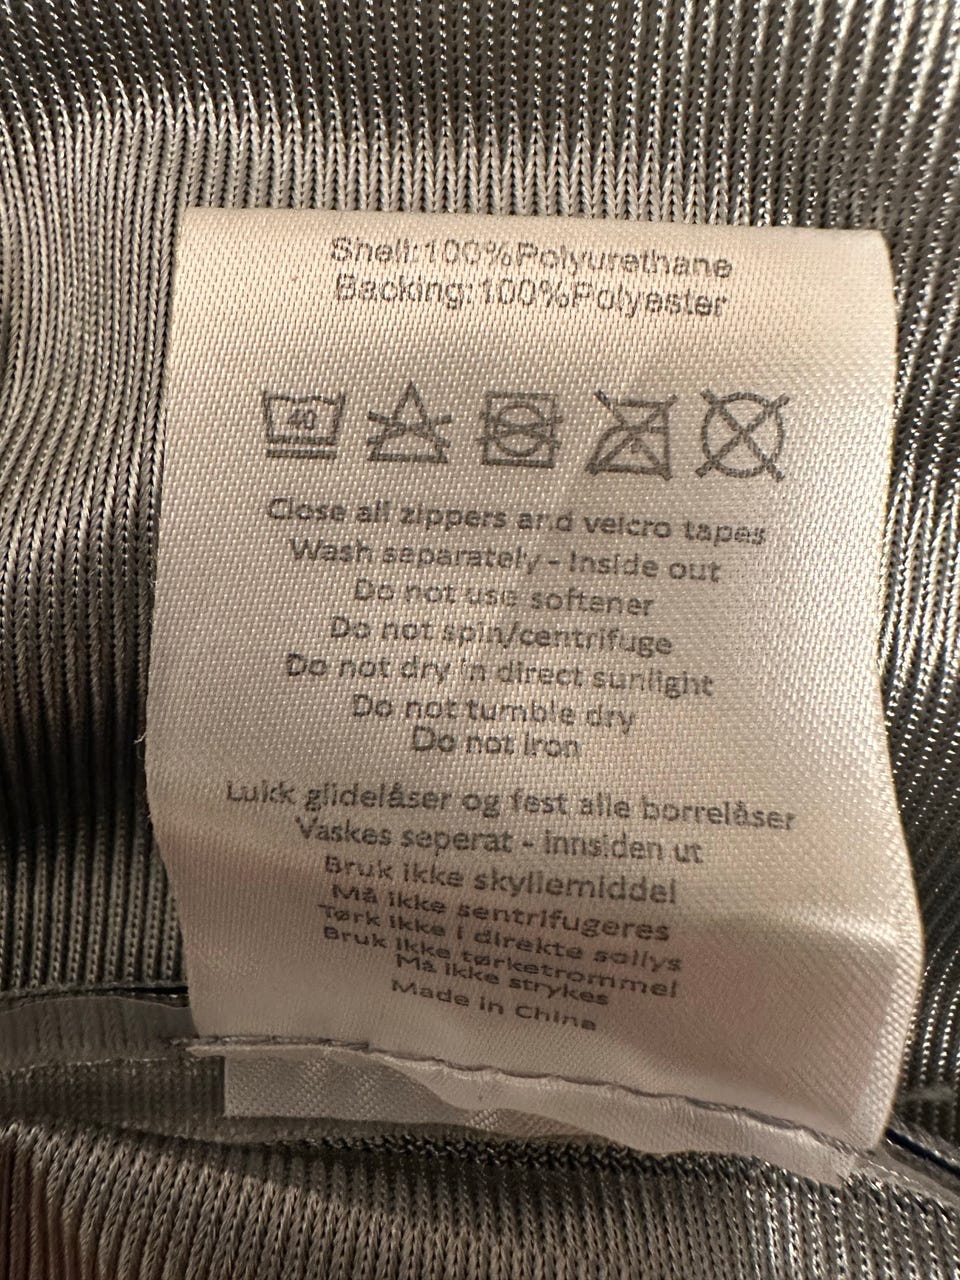 Shell:100%Polyurethane
Backing:100%Polyester
40
Close all zippers and velcro tapes
Wash separately - Inside out
Do not use softener
Do not spin/centrifuge
Do not dry in direct sunlight
Do not tumble dry
Do not Iron
Lukk glidelåser og fest alle borrelåser
Vaskes seperat - innsiden ut
Bruk ikke skyllemiddel
Må ikke sentrifugeres
Tørk ikke i direkte sollys
Bruk ikke tørketrommel
Må ikke strykes
Made in China